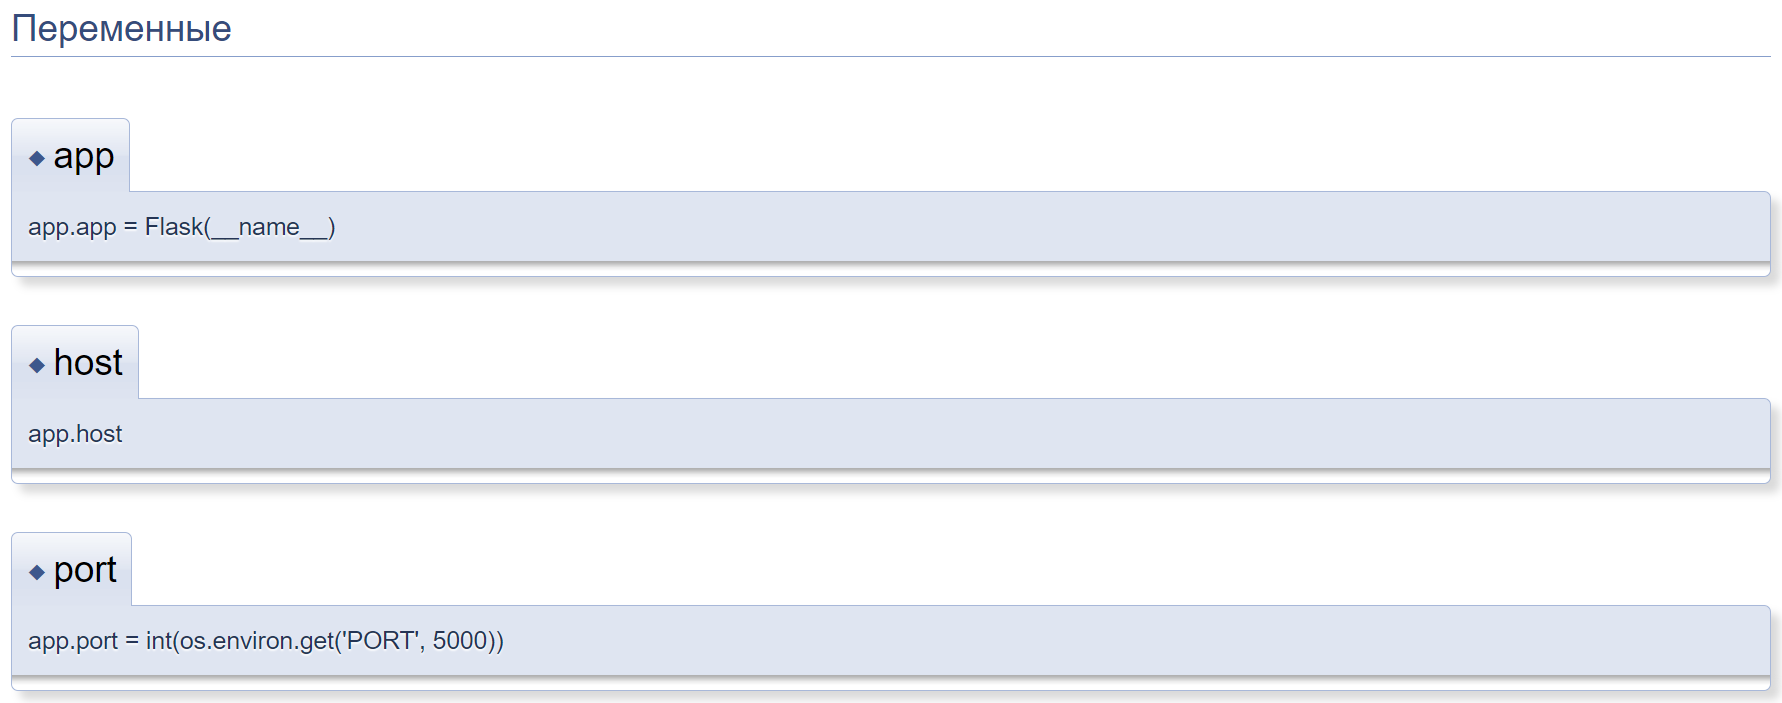 Переменные
◆ app
app.app = Flask(__name__)
◆ host
app.host
◆ port
app.port = int(os.environ.get('PORT', 5000))